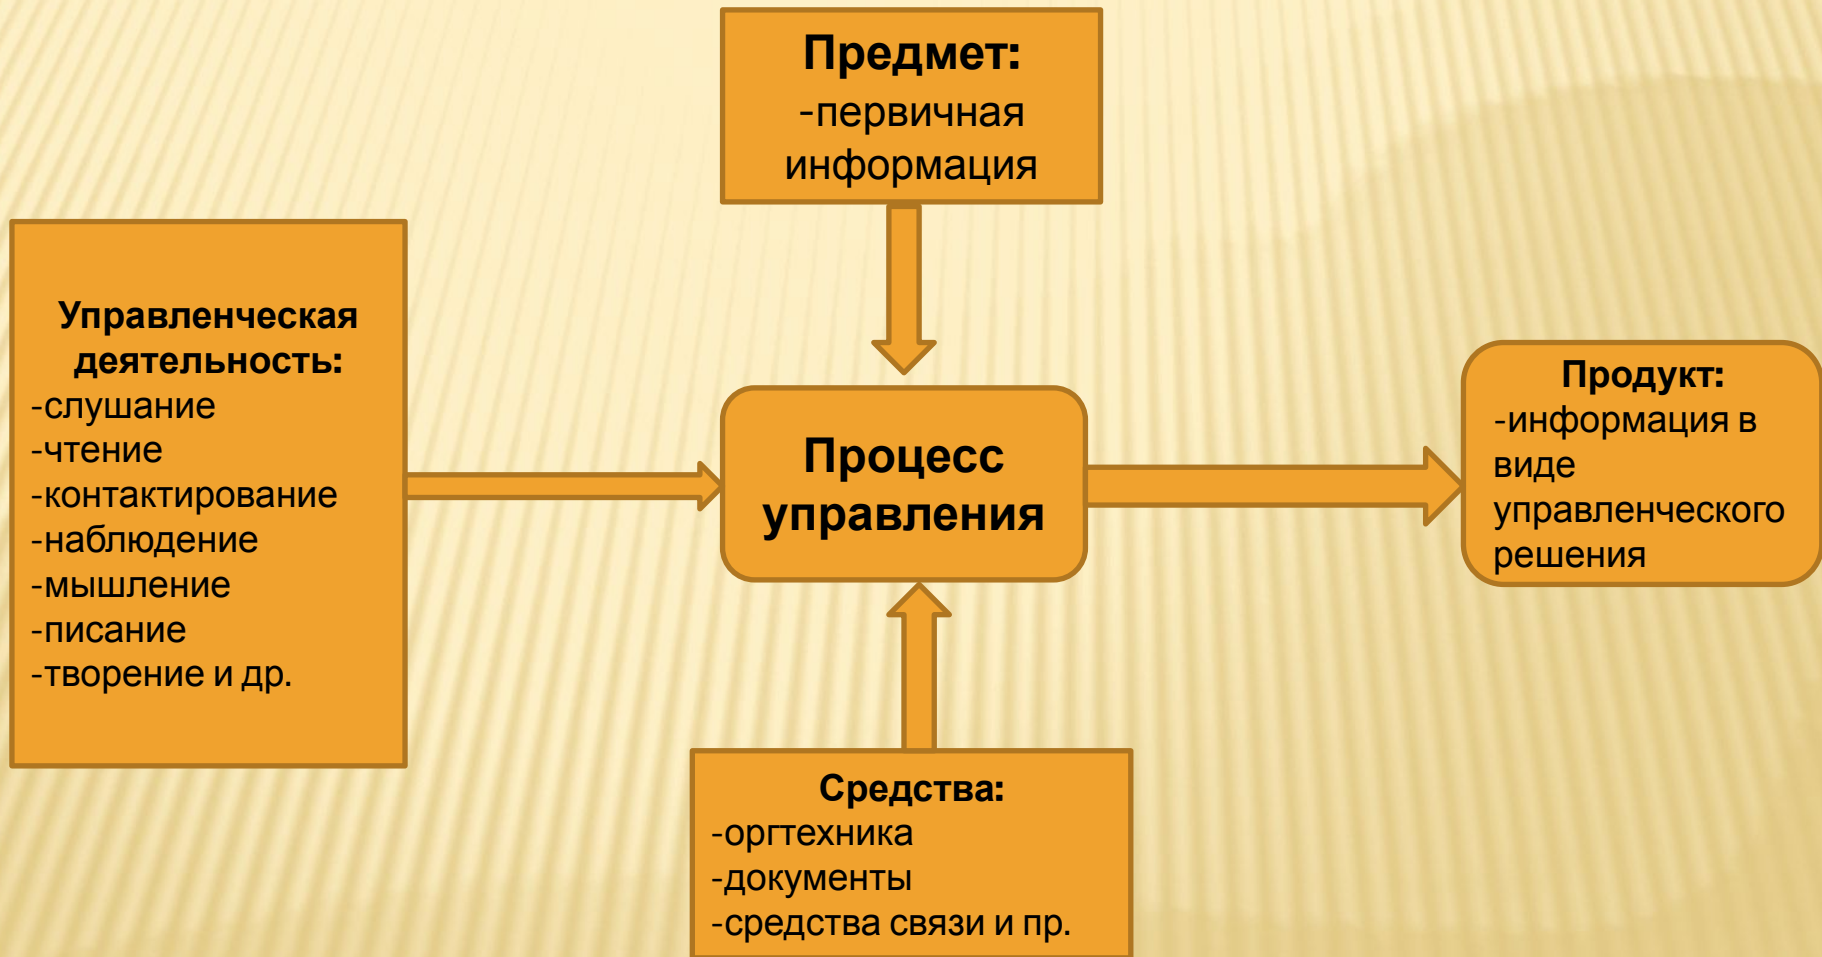 Предмет:
-первичная
информация
Управленческая
деятельность:
-слушание
-чтение
-контактирование
-наблюдение
-мышление
-писание
-творение и др.
Процесс
управления
Продукт:
-информация в
виде
управленческого
решения
Средства:
-оргтехника
-документы
-средства связи и пр.